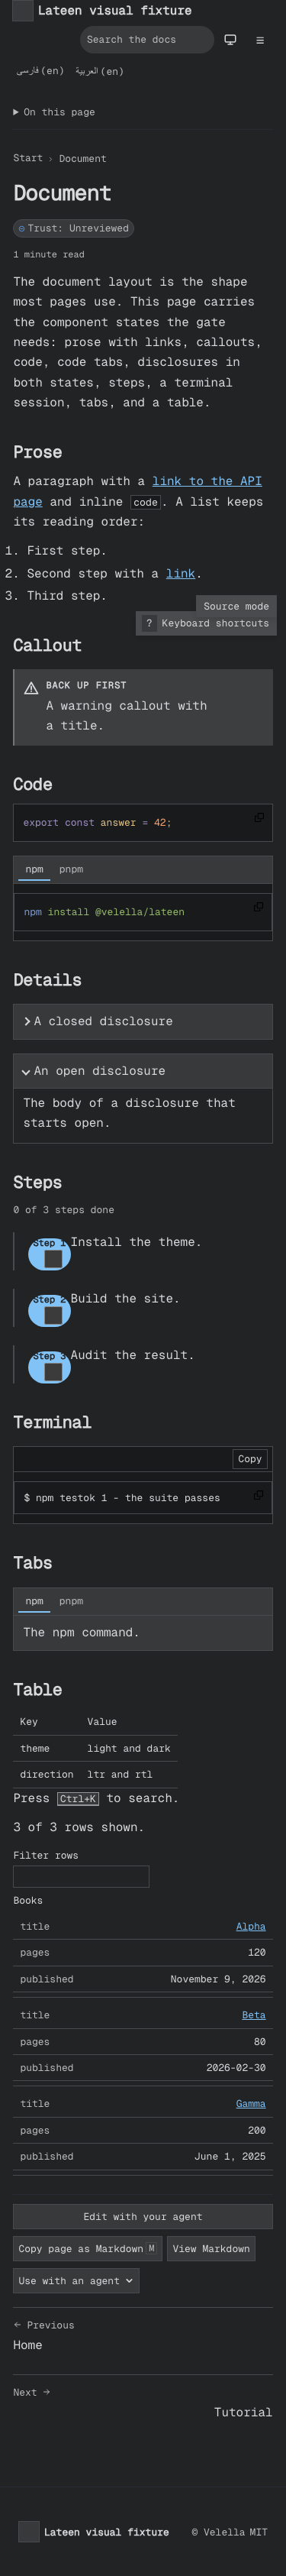 Lateen visual fixture
Search the docs
فارسی (en) العربية (en)
On this page
Start › Document
Document
Trust: Unreviewed
1 minute read
The document layout is the shape
most pages use. This page carries
the component states the gate
needs: prose with links, callouts,
code, code tabs, disclosures in
both states, steps, a terminal
session, tabs, and a table.
Prose
A paragraph with a link to the API
page and inline code. A list keeps
its reading order:
1. First step.
2. Second step with a link.
3. Third step.
Source mode
? Keyboard shortcuts
Callout
BACK UP FIRST
A warning callout with
a title.
Code
export const answer = 42;
npm pnpm
npm install @velella/lateen
Details
A closed disclosure
An open disclosure
The body of a disclosure that
starts open.
Steps
0 of 3 steps done
Step 1 Install the theme.
Step 2 Build the site.
Step 3 Audit the result.
Terminal
Copy
$ npm testok 1 - the suite passes
Tabs
npm pnpm
The npm command.
Table
Key Value
theme light and dark
direction ltr and rtl
Press Ctrl+K to search.
3 of 3 rows shown.
Filter rows
Books
title Alpha
pages 120
published November 9, 2026
title Beta
pages 80
published 2026-02-30
title Gamma
pages 200
published June 1, 2025
Edit with your agent
Copy page as Markdown M View Markdown
Use with an agent
← Previous
Home
Next →
Tutorial
Lateen visual fixture © Velella MIT